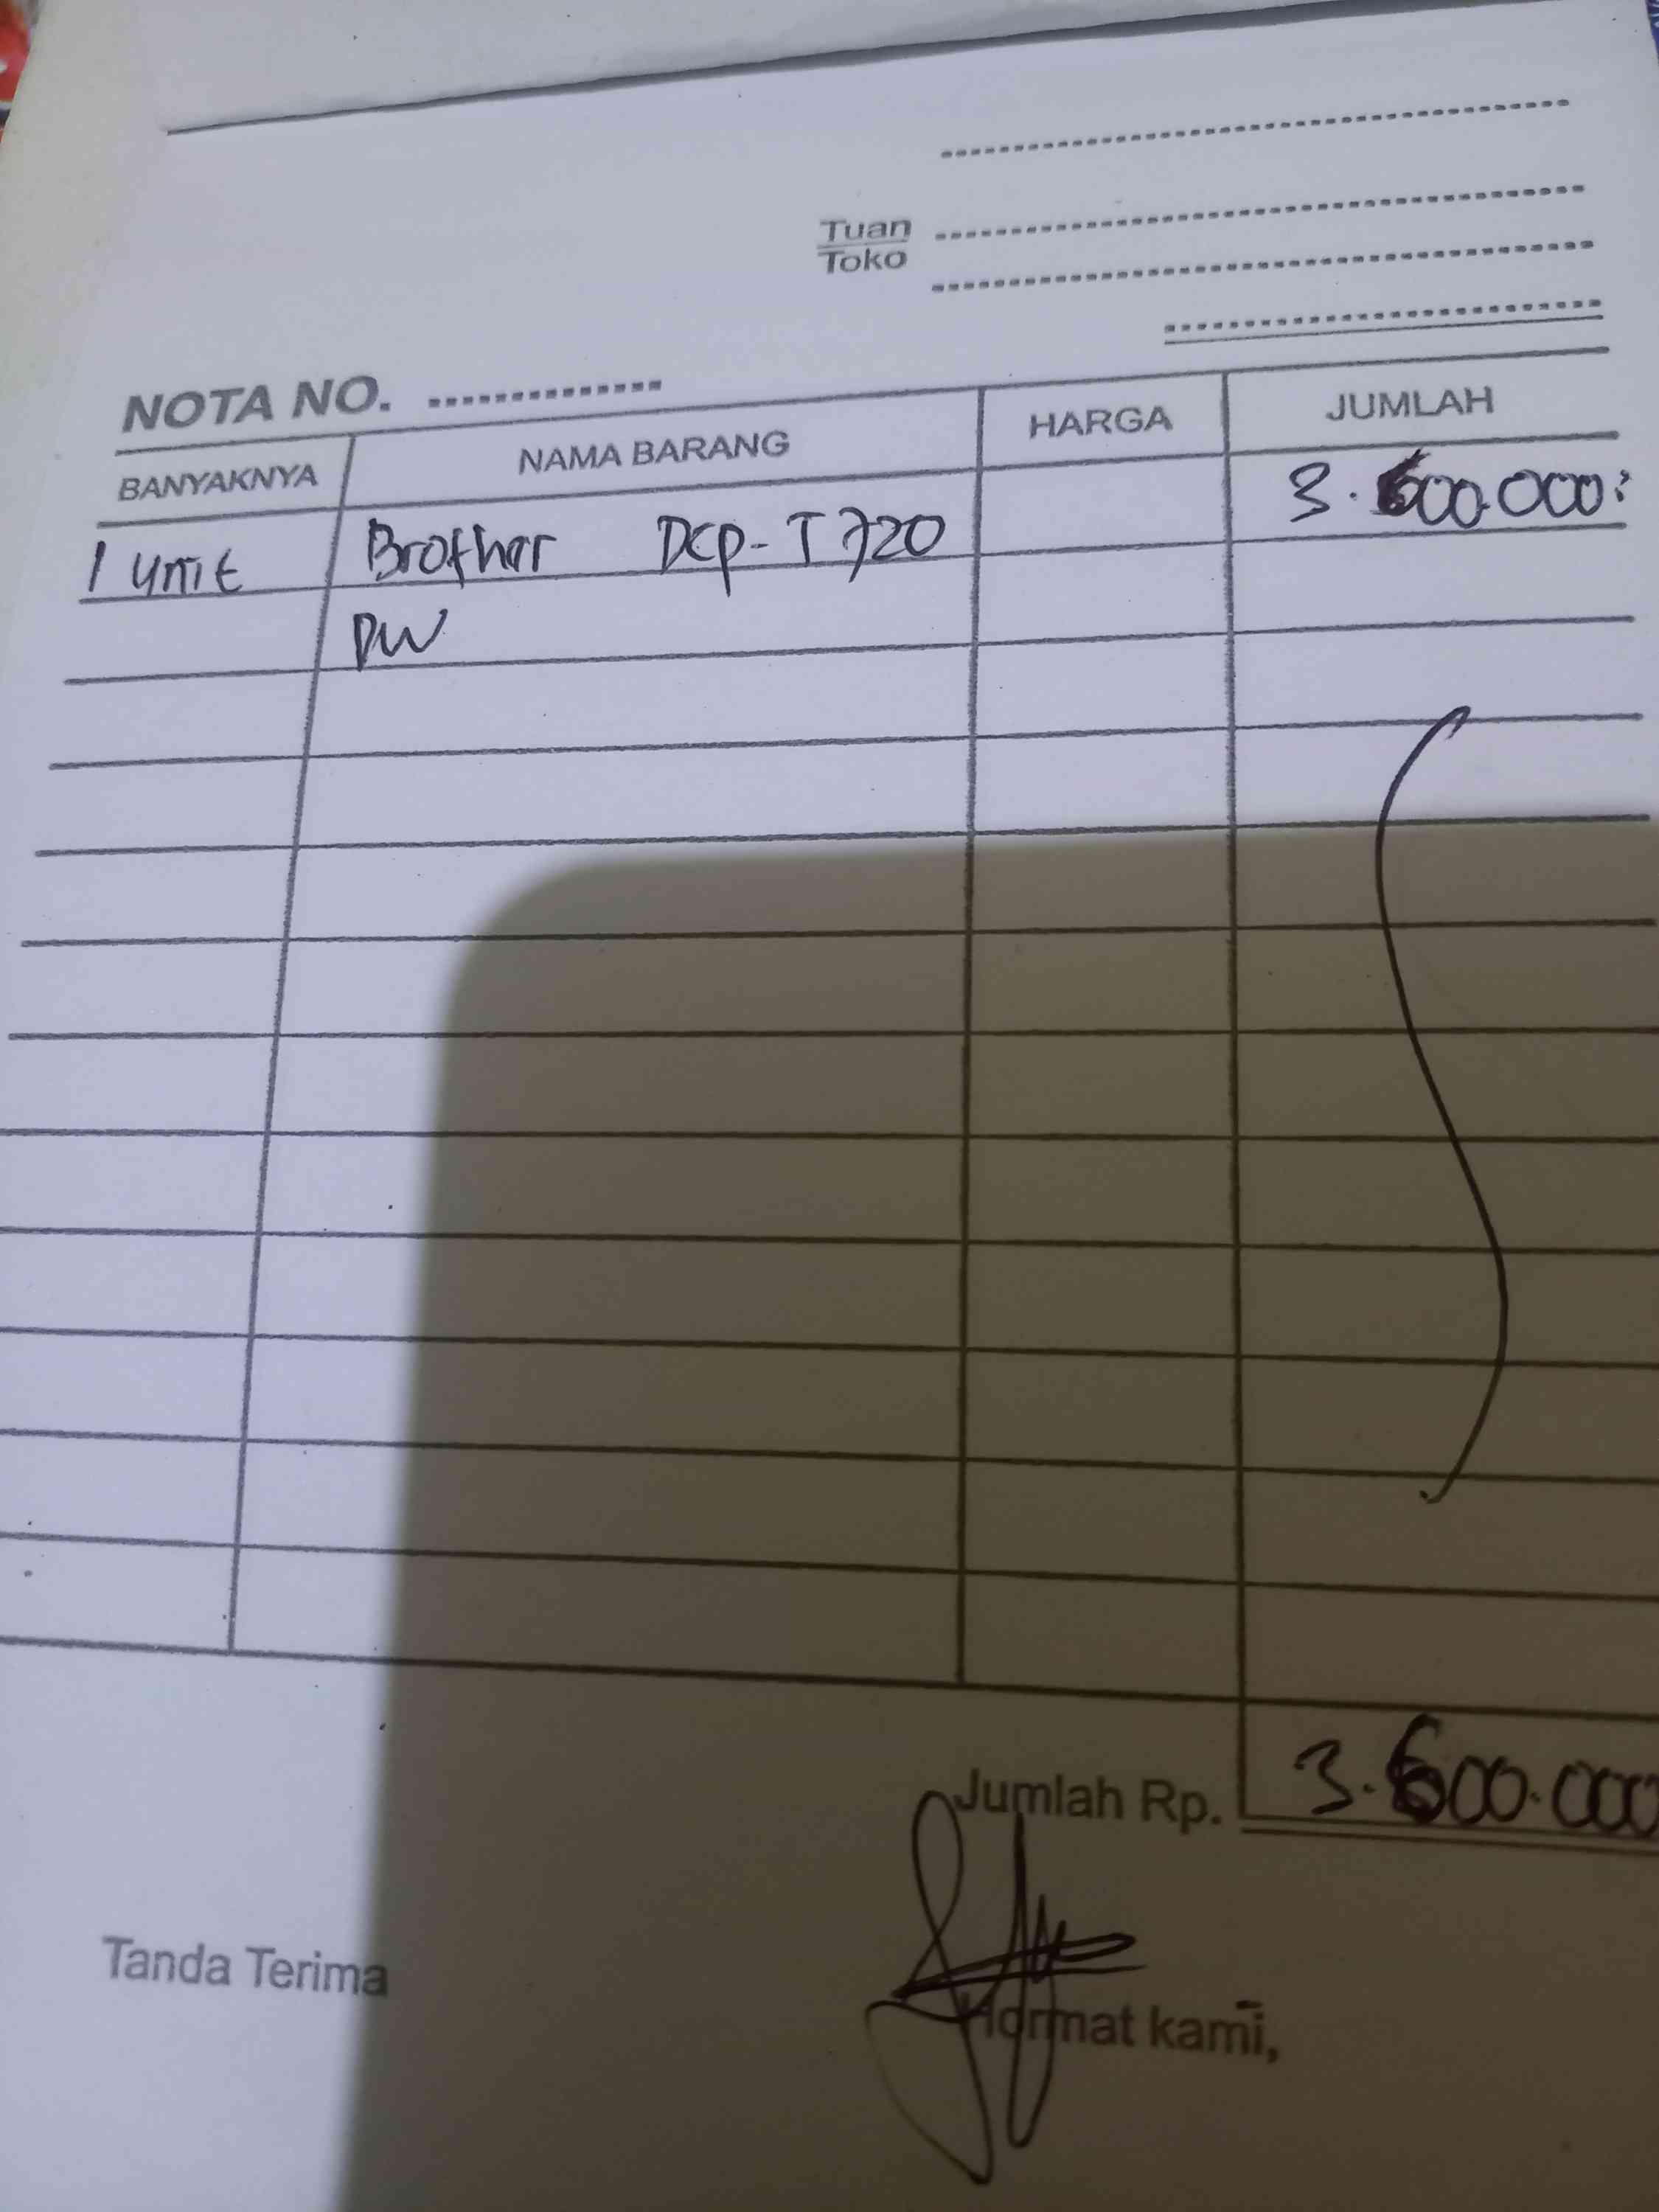 Tuan
Toko
NOTA NO. ..............
BANYAKNYA NAMA BARANG HARGA JUMLAH
1 unit Brother DCP-T720 3.600.000:
DW
Jumlah Rp. 3.600.000
Tanda Terima
Hormat kami,